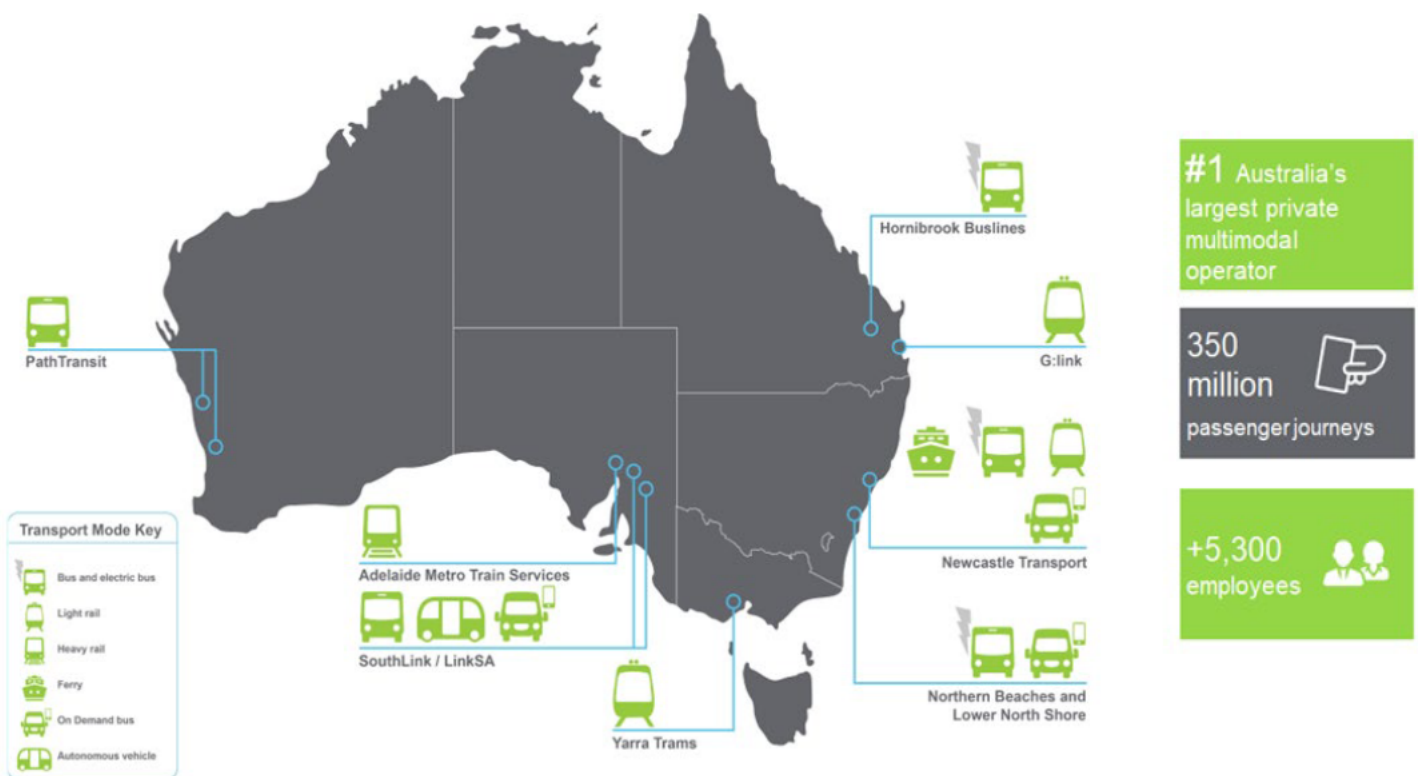 Hornibrook Buslines
G:link
PathTransit
Newcastle Transport
Adelaide Metro Train Services
SouthLink / LinkSA
Northern Beaches and
Lower North Shore
Yarra Trams
Transport Mode Key
Bus and electric bus
Light rail
Heavy rail
Ferry
On Demand bus
Autonomous vehicle
#1 Australia's
largest private
multimodal
operator
350
million
passenger journeys
+5,300
employees